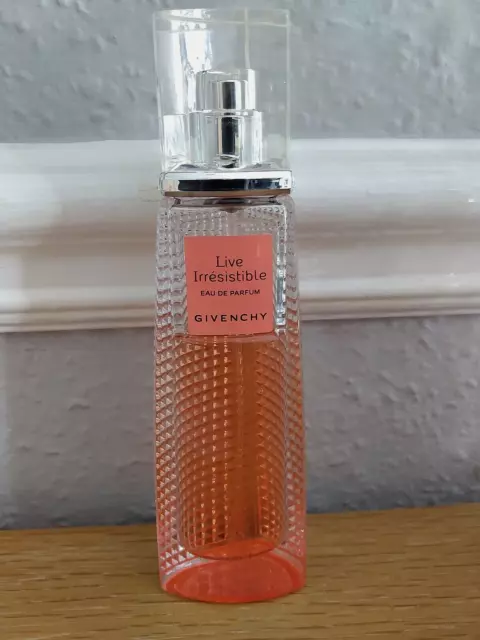 Live
Irrésistible
EAU DE PARFUM
GIVENCHY